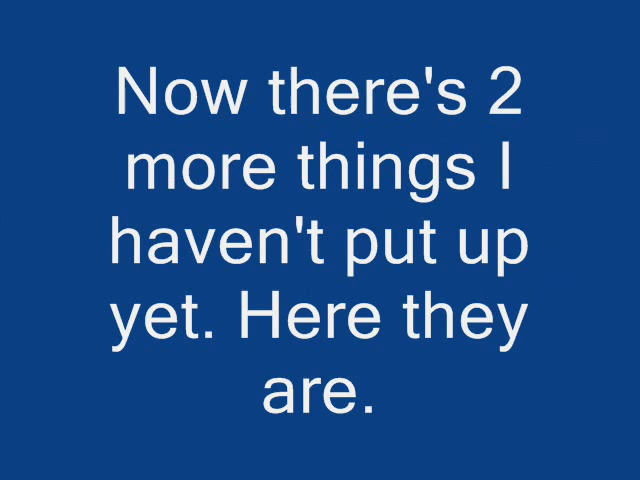 Now there's 2
more things I
haven't put up
yet. Here they
are.